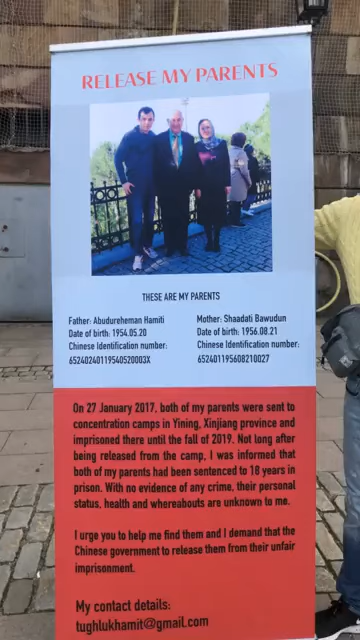 RELEASE MY PARENTS
THESE ARE MY PARENTS
Father: Abudureheman Hamiti
Date of birth: 1954.05.20
Chinese Identification number:
65240240119540520003X
Mother: Shaadati Bawudun
Date of birth: 1956.08.21
Chinese Identification number:
652401195608210027
On 27 January 2017, both of my parents were sent to
concentration camps in Yining, Xinjiang province and
imprisoned there until the fall of 2019. Not long after
being released from the camp, I was informed that
both of my parents had been sentenced to 18 years in
prison. With no evidence of any crime, their personal
status, health and whereabouts are unknown to me.
I urge you to help me find them and I demand that the
Chinese government to release them from their unfair
imprisonment.
My contact details:
tughlukhamit@gmail.com